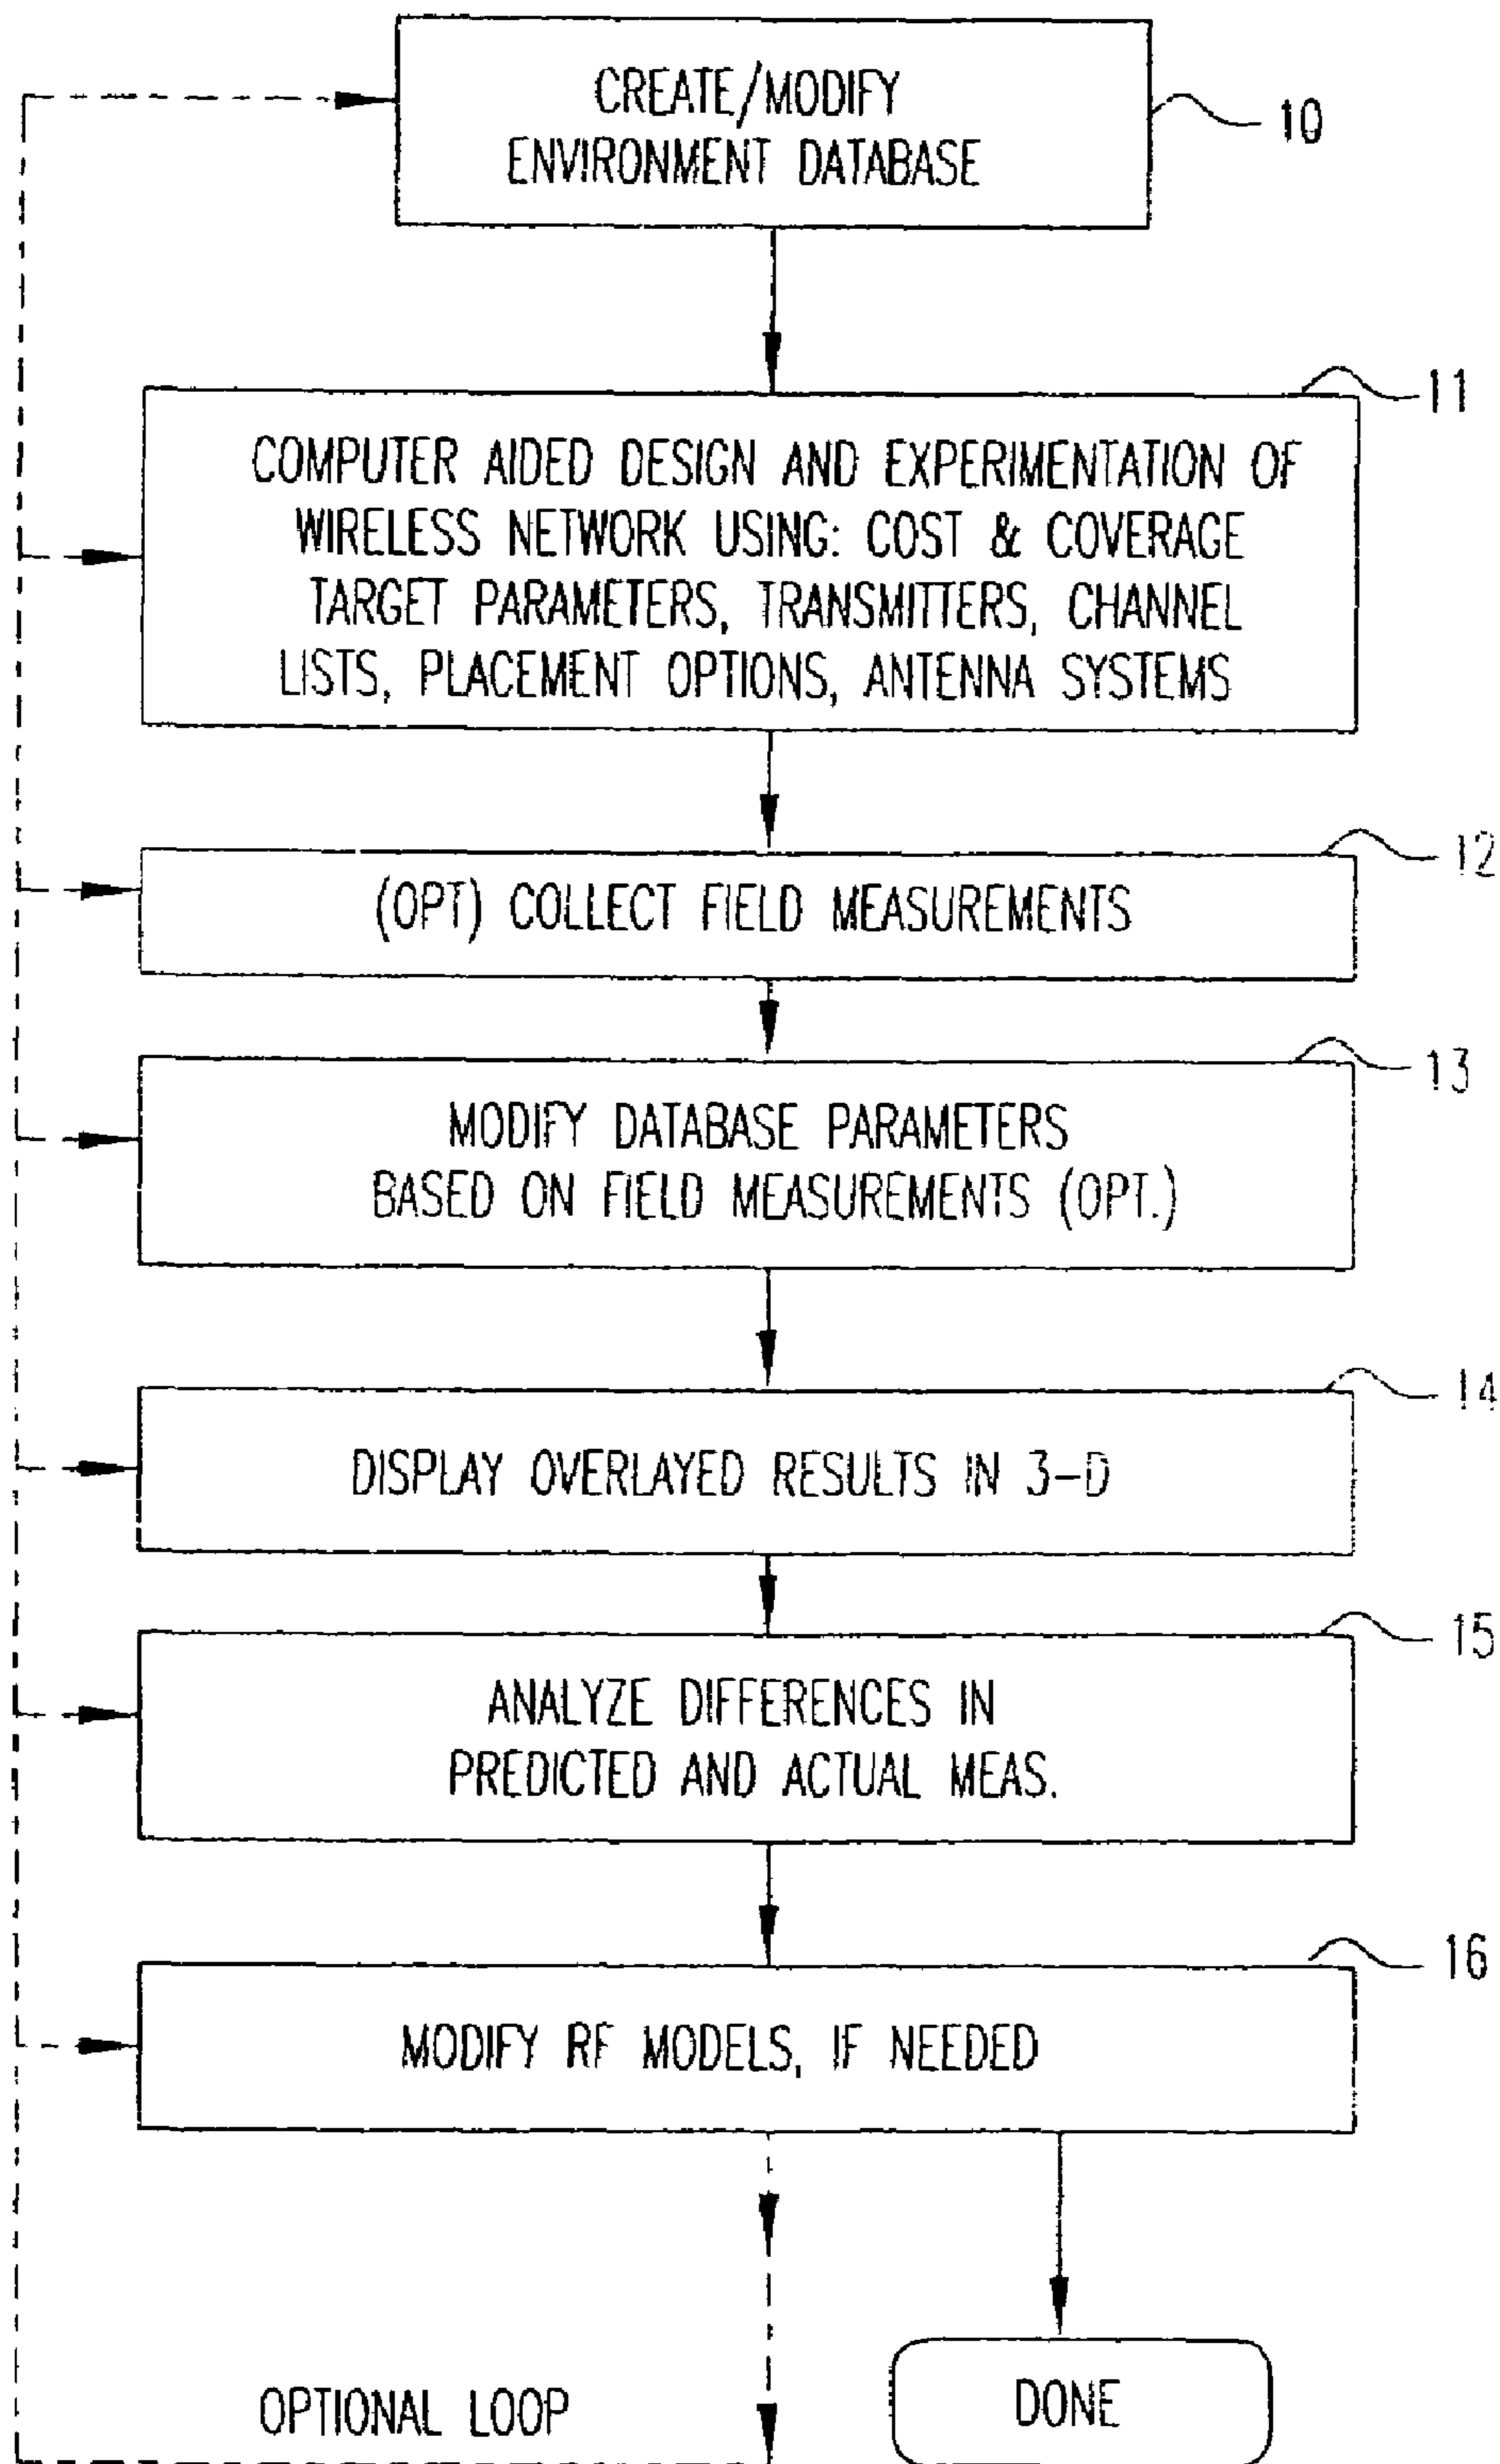 CREATE/MODIFY
ENVIRONMENT DATABASE
10
11
COMPUTER AIDED DESIGN AND EXPERIMENTATION OF
WIRELESS NETWORK USING: COST & COVERAGE
TARGET PARAMETERS, TRANSMITTERS, CHANNEL
LISTS, PLACEMENT OPTIONS, ANTENNA SYSTEMS
12
(OPT) COLLECT FIELD MEASUREMENTS
13
MODIFY DATABASE PARAMETERS
BASED ON FIELD MEASUREMENTS (OPT.)
14
DISPLAY OVERLAYED RESULTS IN 3-D
15
ANALYZE DIFFERENCES IN
PREDICTED AND ACTUAL MEAS.
16
MODIFY RF MODELS, IF NEEDED
OPTIONAL LOOP
DONE